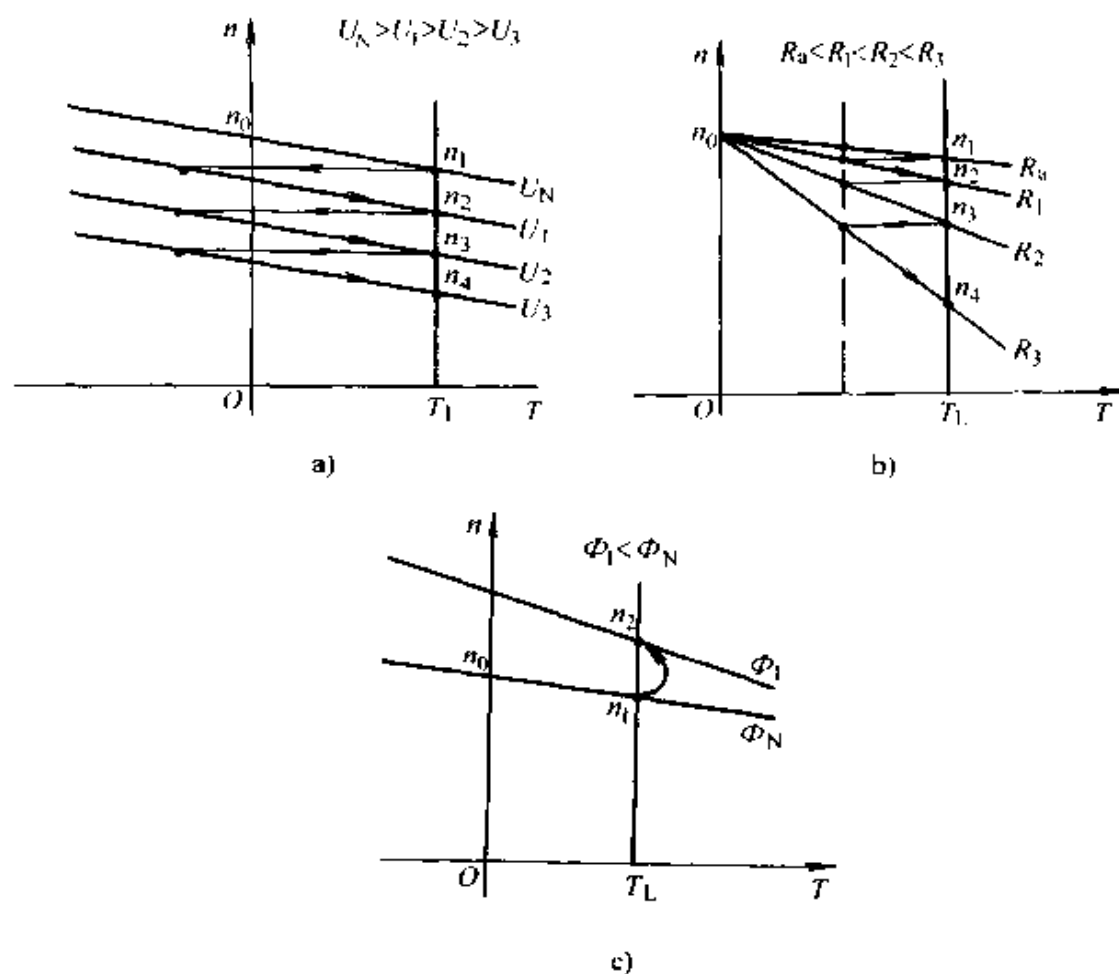 n
U_N>U_1>U_2>U_3
n_0
n_1
U_N
n_2
U_1
n_3
U_2
n_4
U_3
O
T_L
T
a)
n
R_a<R_1<R_2<R_3
n_0
n_1
R_a
n_2
R_1
n_3
R_2
n_4
R_3
O
T_L
T
b)
n
Φ_1<Φ_N
n_2
n_0
Φ_1
n_1
Φ_N
O
T_L
T
c)